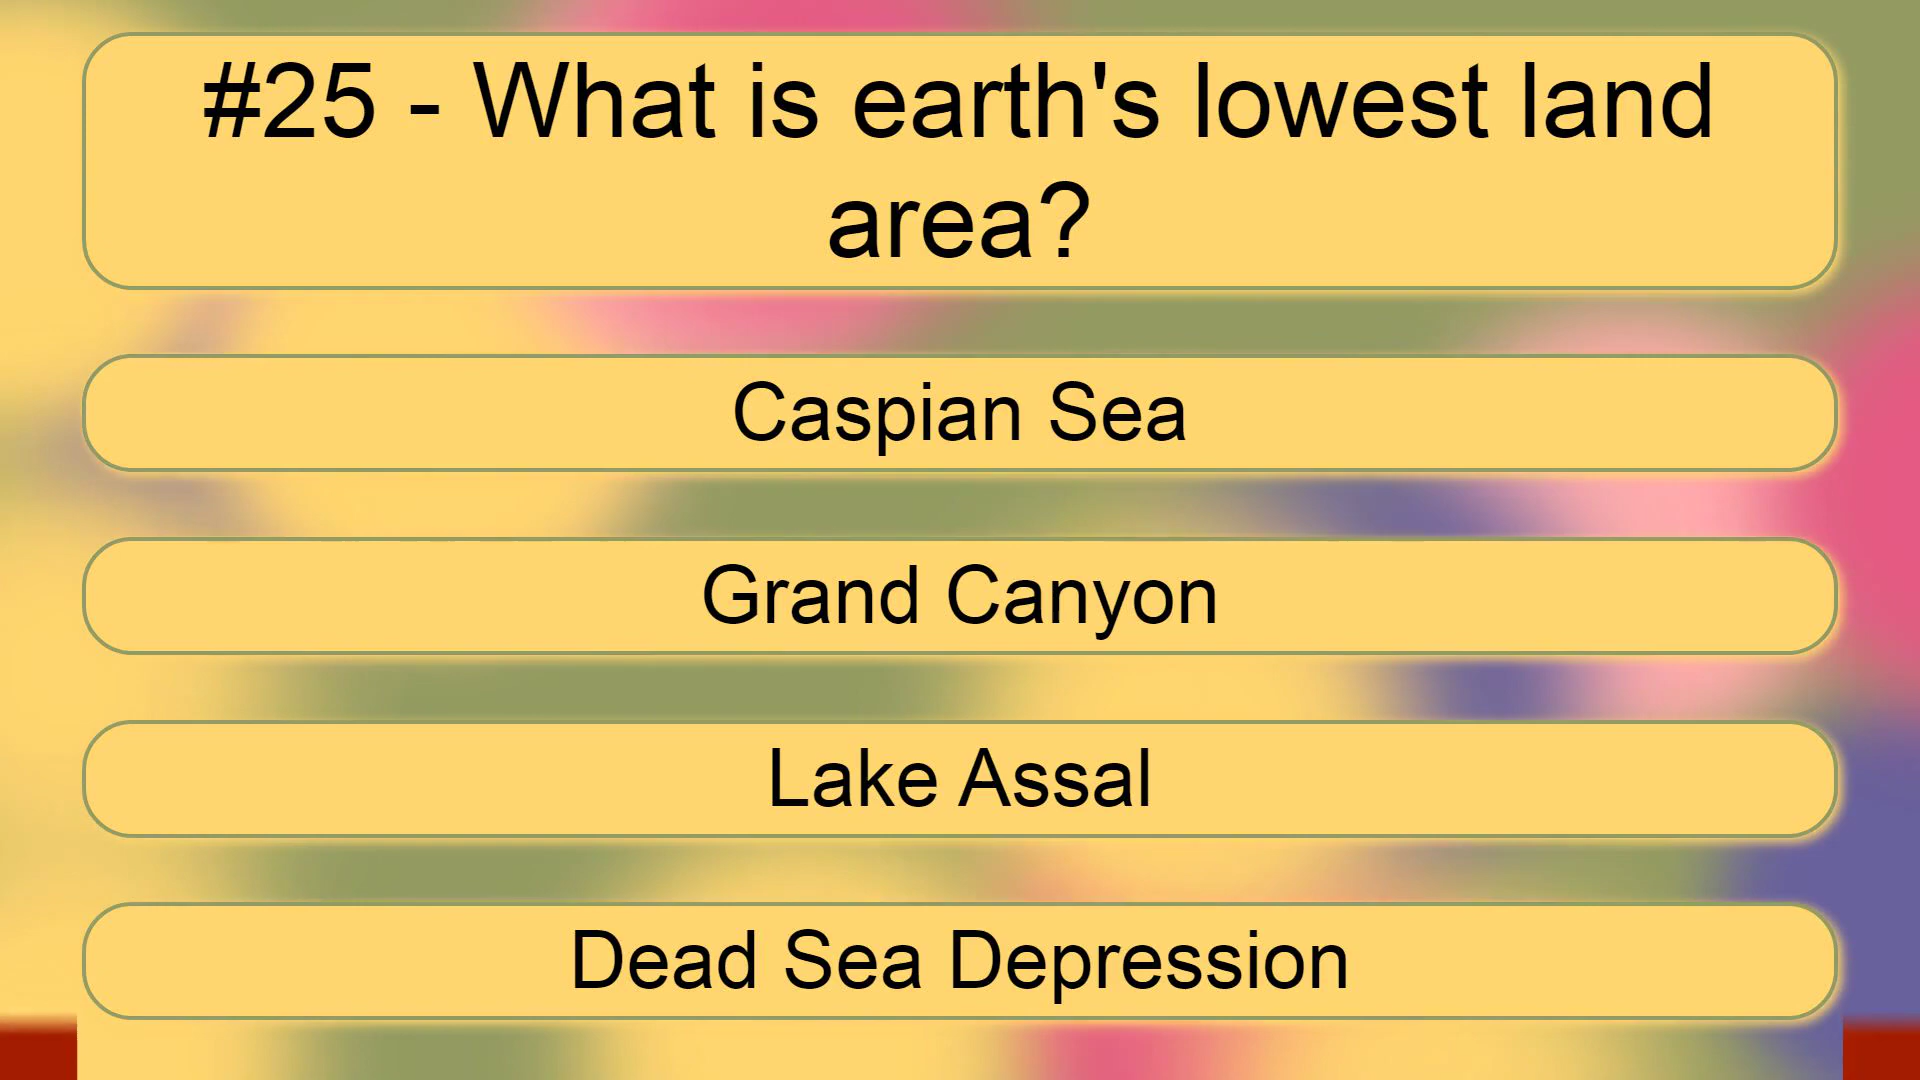 #25 - What is earth's lowest land
area?
Caspian Sea
Grand Canyon
Lake Assal
Dead Sea Depression